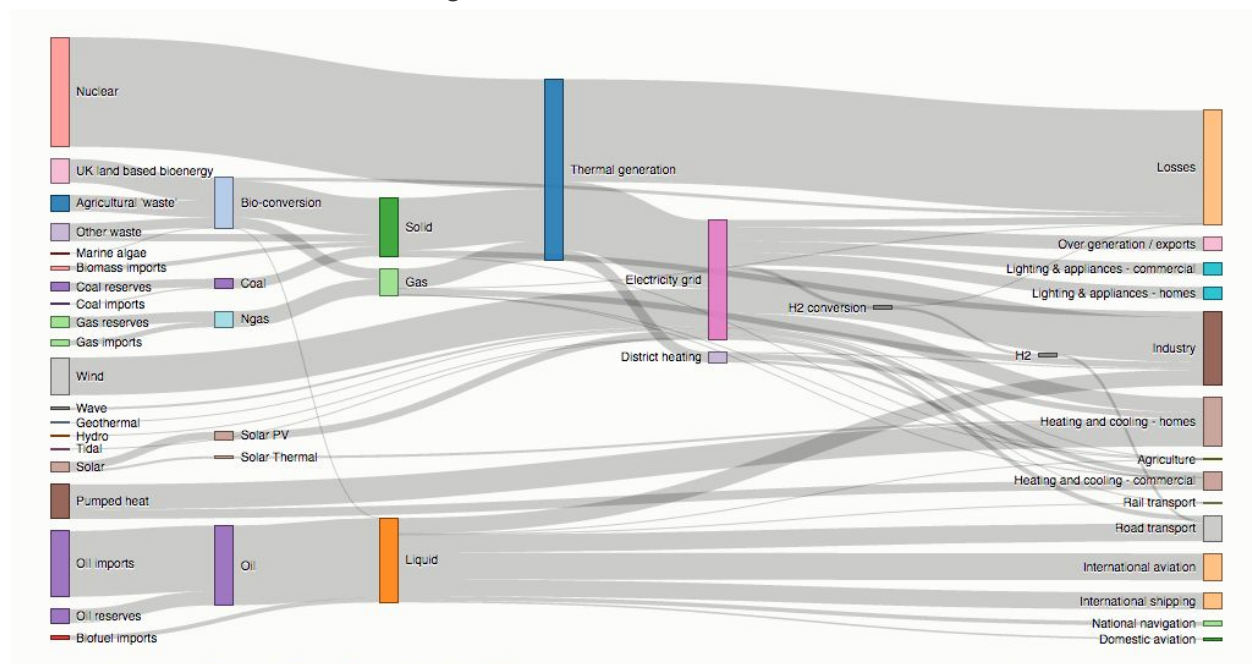 Nuclear
UK land based bioenergy
Agricultural 'waste'
Other waste
Marine algae
Biomass imports
Coal reserves
Coal imports
Gas reserves
Gas imports
Wind
Wave
Geothermal
Hydro
Tidal
Solar
Pumped heat
Oil imports
Oil reserves
Biofuel imports
Bio-conversion
Coal
Ngas
Solar PV
Solar Thermal
Oil
Solid
Gas
Liquid
Thermal generation
Electricity grid
District heating
H2 conversion
H2
Losses
Over generation / exports
Lighting & appliances - commercial
Lighting & appliances - homes
Industry
Heating and cooling - homes
Agriculture
Heating and cooling - commercial
Rail transport
Road transport
International aviation
International shipping
National navigation
Domestic aviation